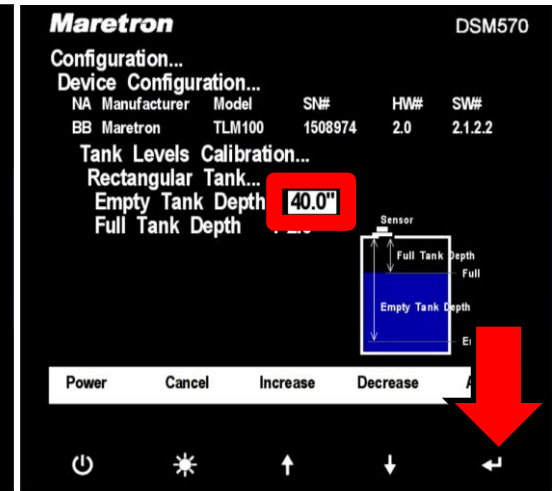 Maretron DSM570
Configuration...
Device Configuration...
NA Manufacturer Model SN# HW# SW#
BB Maretron TLM100 1508974 2.0 2.1.2.2
Tank Levels Calibration...
Rectangular Tank...
Empty Tank Depth 40.0"
Full Tank Depth
Sensor
Full Tank Depth
Full
Empty Tank Depth
Power Cancel Increase Decrease